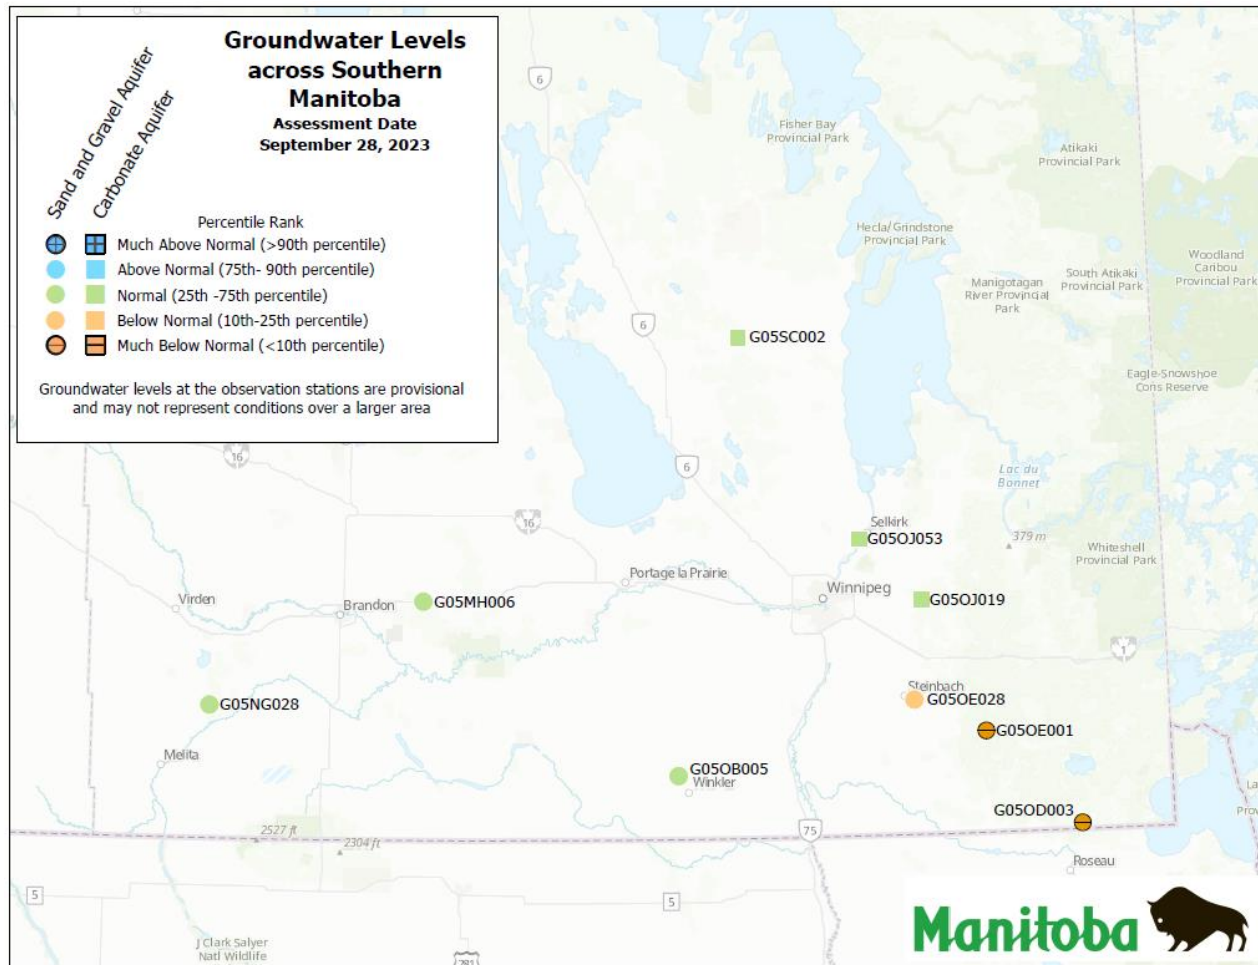 Groundwater Levels
across Southern
Manitoba
Assessment Date
September 28, 2023
Sand and Gravel Aquifer
Carbonate Aquifer
Percentile Rank
Much Above Normal (>90th percentile)
Above Normal (75th- 90th percentile)
Normal (25th -75th percentile)
Below Normal (10th-25th percentile)
Much Below Normal (<10th percentile)
Groundwater levels at the observation stations are provisional
and may not represent conditions over a larger area
6
Fisher Bay
Provincial Park
Atikaki
Provincial Park
Hecla/Grindstone
Provincial Park
Woodland
Caribou
Provincial Park
South Atikaki
Provincial Park
Manigotagan
River Provincial
Park
6
G05SC002
Eagle-Snowshoe
Cons Reserve
16
6
Lac du
Bonnet
16
Selkirk
G05OJ053
379 m
Whiteshell
Provincial Park
Portage la Prairie
Winnipeg
Virden
Brandon
G05MH006
G05OJ019
1
Steinbach
G05OE028
G05NG028
G05OE001
Melita
G05OB005
Winkler
G05OD003
2527 ft
2304 ft
75
Roseau
5
5
J Clark Salyer
Natl Wildlife
281
Manitoba